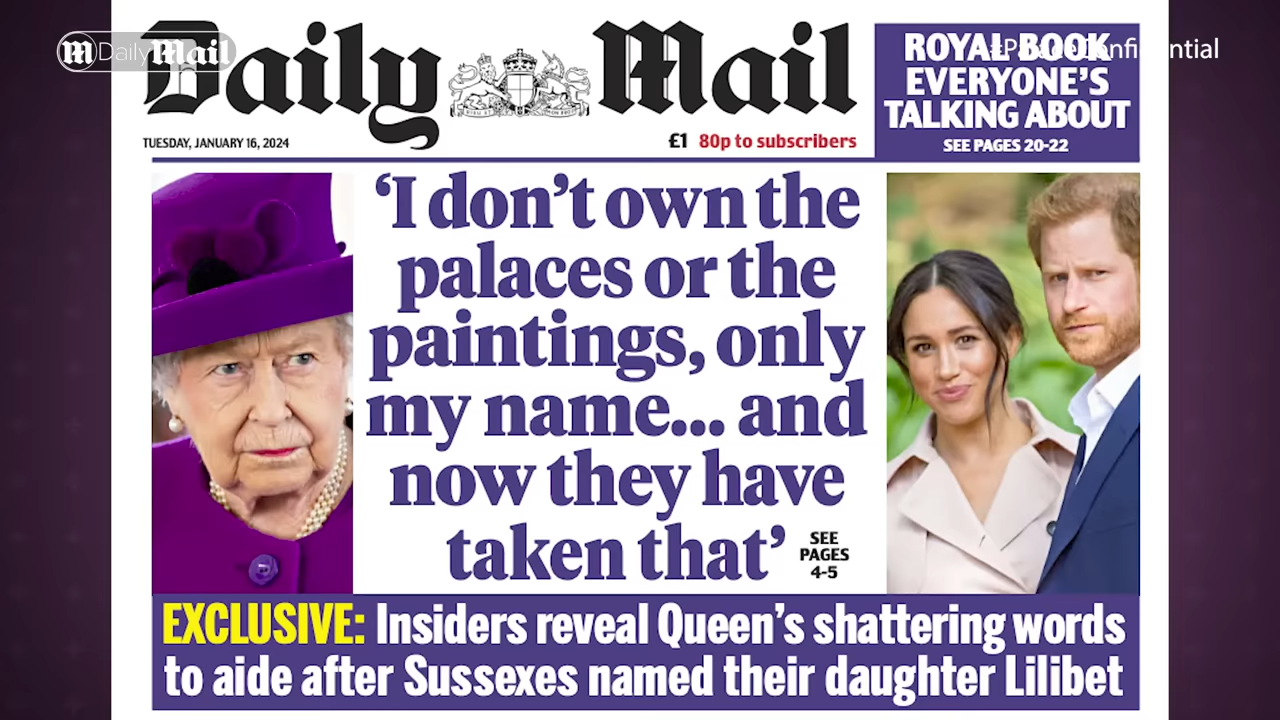 Daily Mail
Daily Mail
#PalaceConfidential
ROYAL BOOK
EVERYONE'S
TALKING ABOUT
SEE PAGES 20-22
TUESDAY, JANUARY 16, 2024
£1 80p to subscribers
‘I don’t own the
palaces or the
paintings, only
my name... and
now they have
taken that’
SEE
PAGES
4-5
EXCLUSIVE: Insiders reveal Queen’s shattering words
to aide after Sussexes named their daughter Lilibet